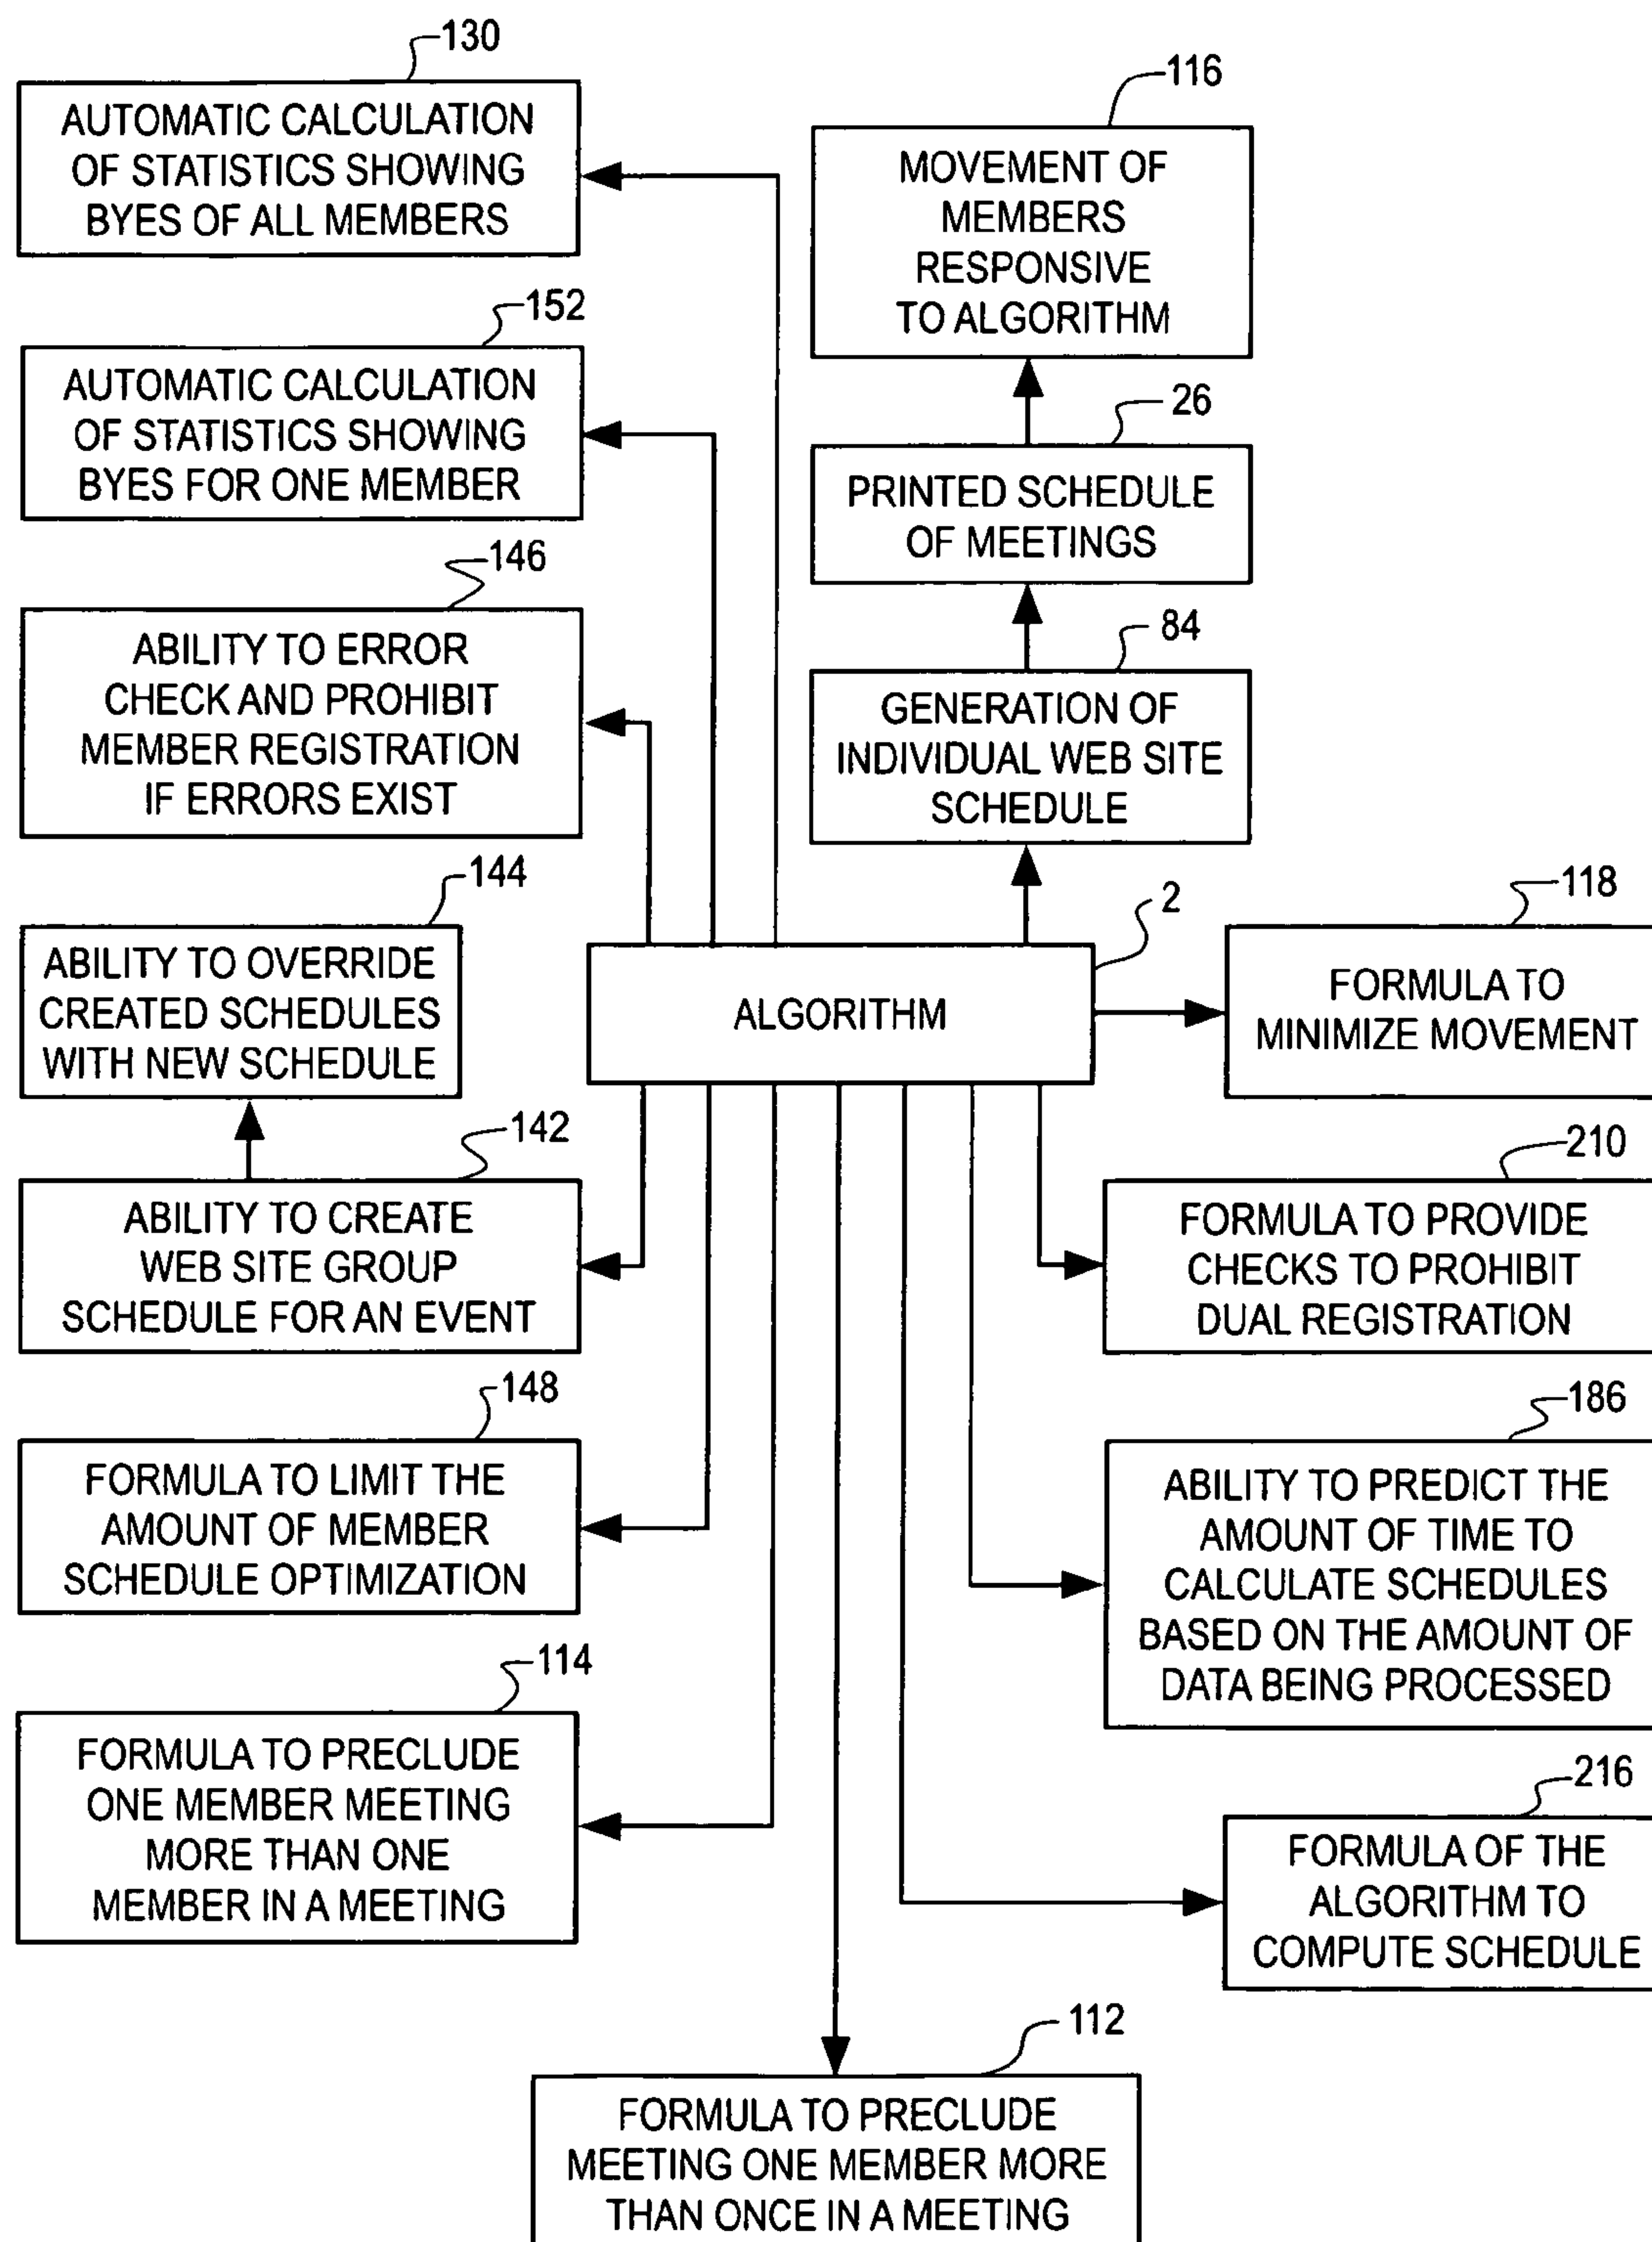 130
AUTOMATIC CALCULATION
OF STATISTICS SHOWING
BYES OF ALL MEMBERS
116
MOVEMENT OF
MEMBERS
RESPONSIVE
TO ALGORITHM
152
AUTOMATIC CALCULATION
OF STATISTICS SHOWING
BYES FOR ONE MEMBER
26
PRINTED SCHEDULE
OF MEETINGS
146
ABILITY TO ERROR
CHECK AND PROHIBIT
MEMBER REGISTRATION
IF ERRORS EXIST
84
GENERATION OF
INDIVIDUAL WEB SITE
SCHEDULE
144
ABILITY TO OVERRIDE
CREATED SCHEDULES
WITH NEW SCHEDULE
2
ALGORITHM
118
FORMULA TO
MINIMIZE MOVEMENT
142
ABILITY TO CREATE
WEB SITE GROUP
SCHEDULE FOR AN EVENT
210
FORMULA TO PROVIDE
CHECKS TO PROHIBIT
DUAL REGISTRATION
148
FORMULA TO LIMIT THE
AMOUNT OF MEMBER
SCHEDULE OPTIMIZATION
186
ABILITY TO PREDICT THE
AMOUNT OF TIME TO
CALCULATE SCHEDULES
BASED ON THE AMOUNT OF
DATA BEING PROCESSED
114
FORMULA TO PRECLUDE
ONE MEMBER MEETING
MORE THAN ONE
MEMBER IN A MEETING
216
FORMULA OF THE
ALGORITHM TO
COMPUTE SCHEDULE
112
FORMULA TO PRECLUDE
MEETING ONE MEMBER MORE
THAN ONCE IN A MEETING